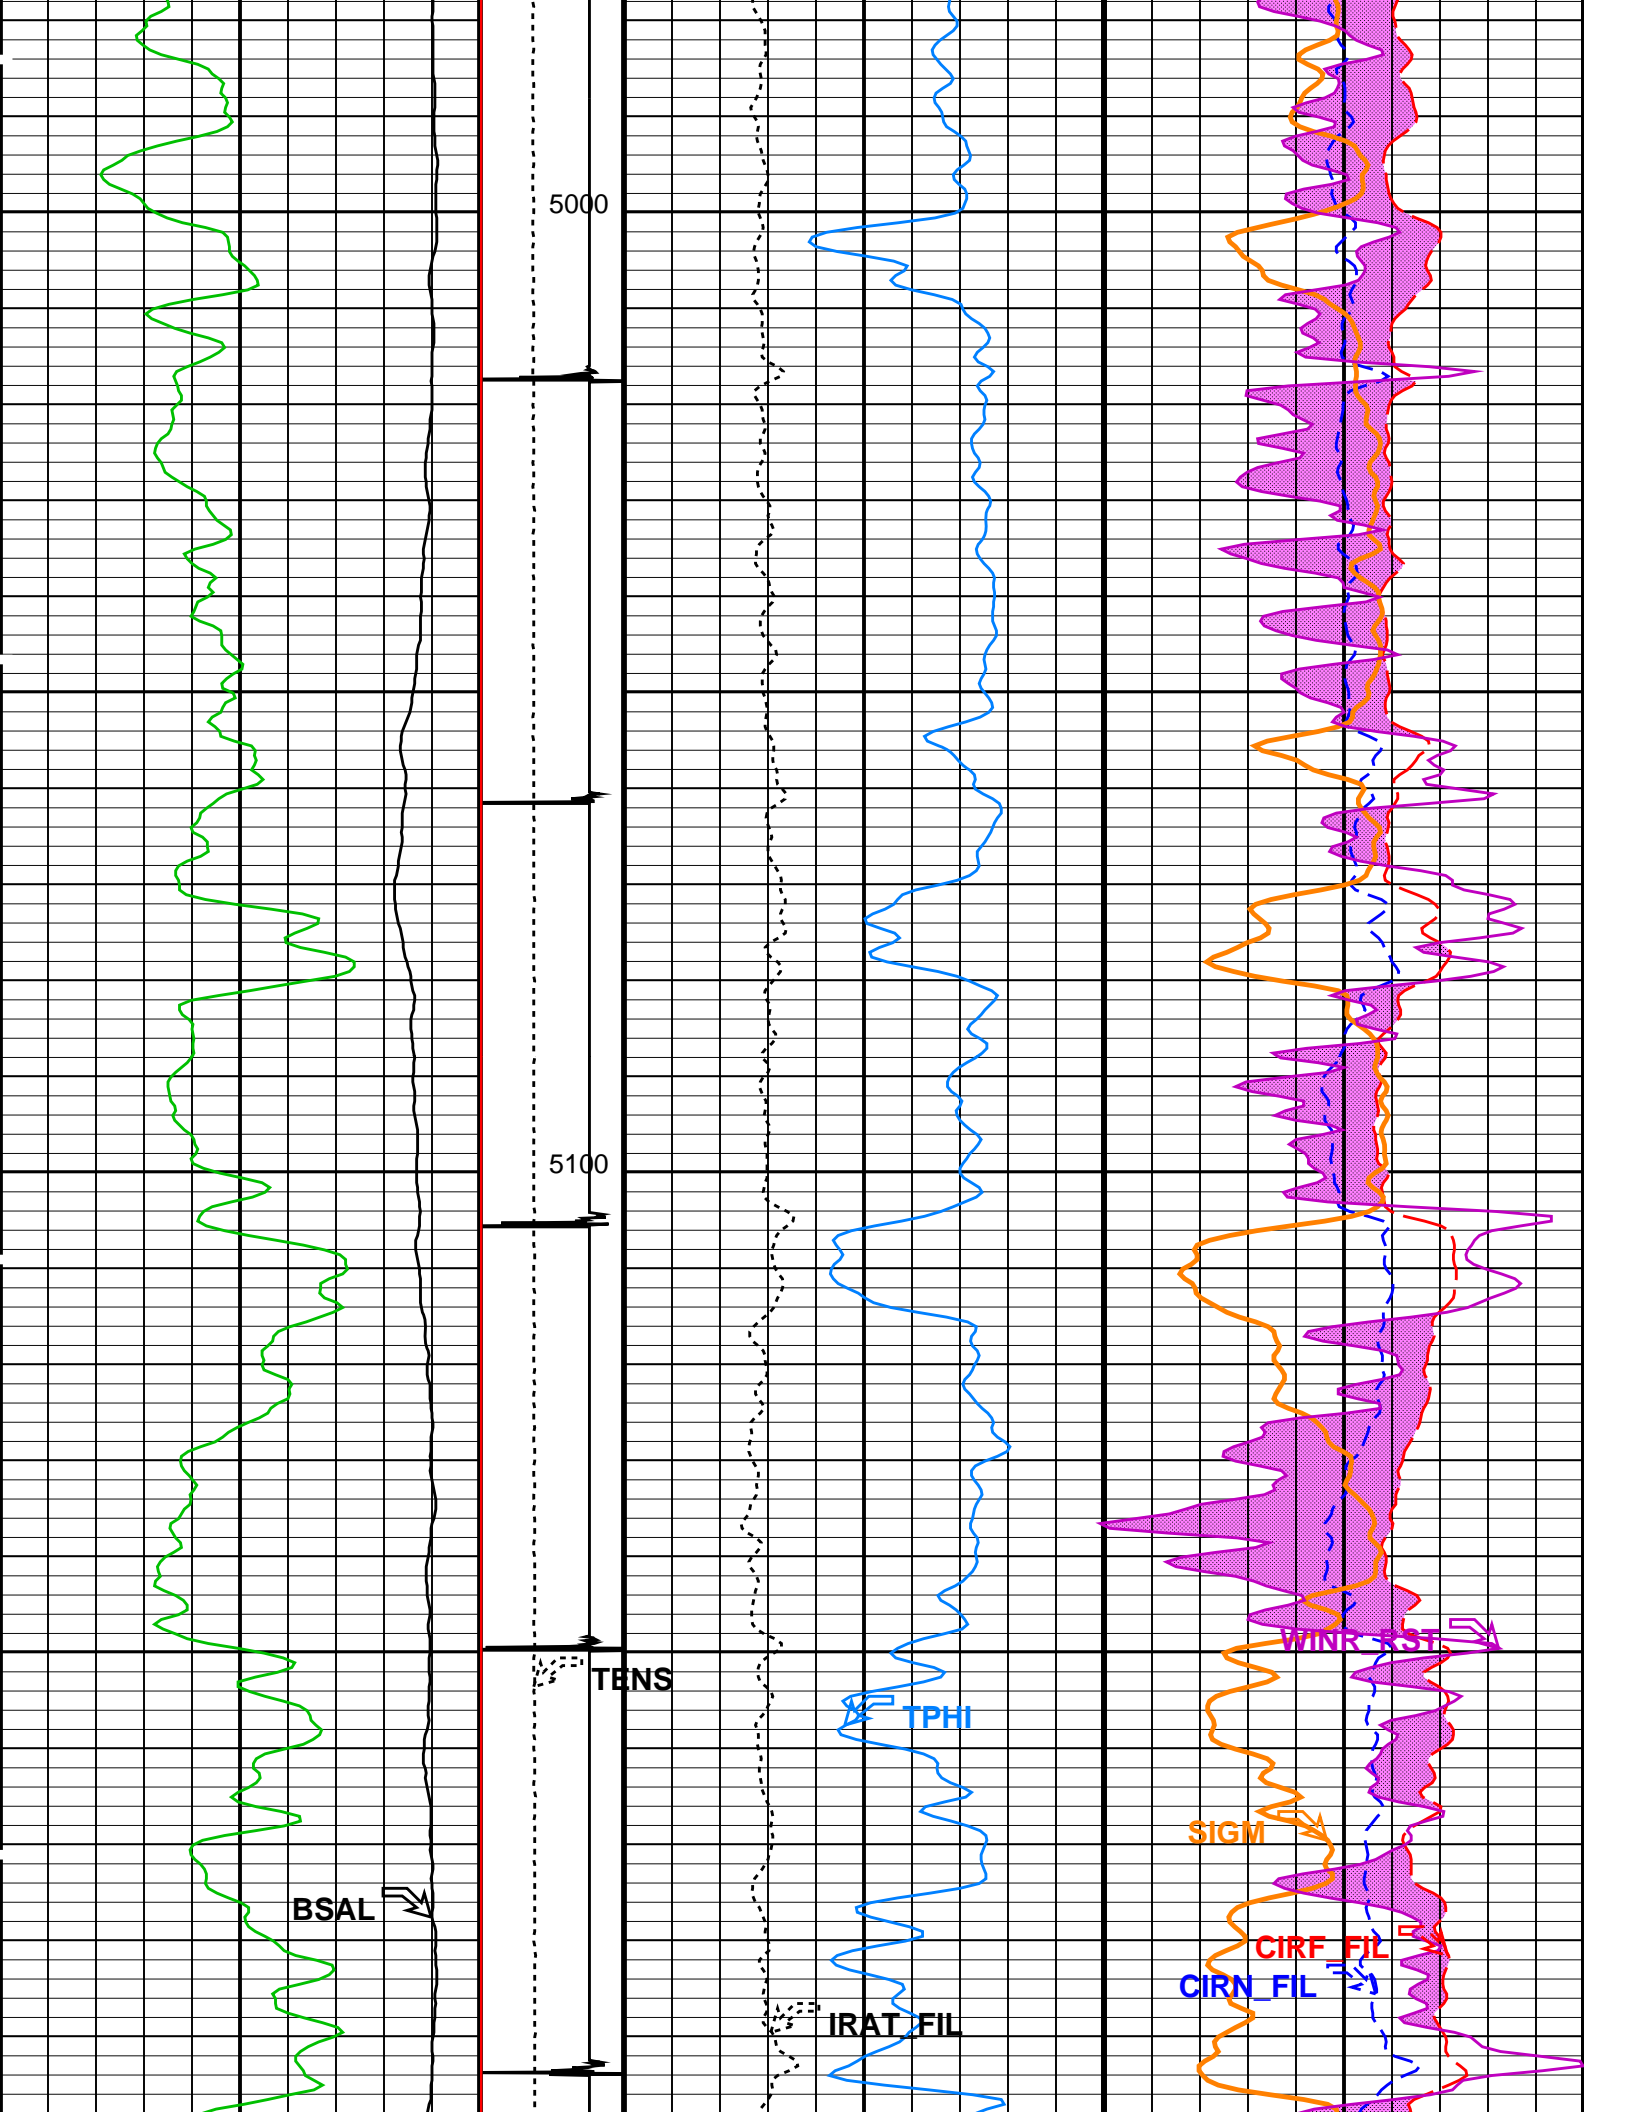 5000
5100
WINR_RST
TENS
TPHI
SIGM
BSAL
CIRF_FIL
CIRN_FIL
IRAT_FIL